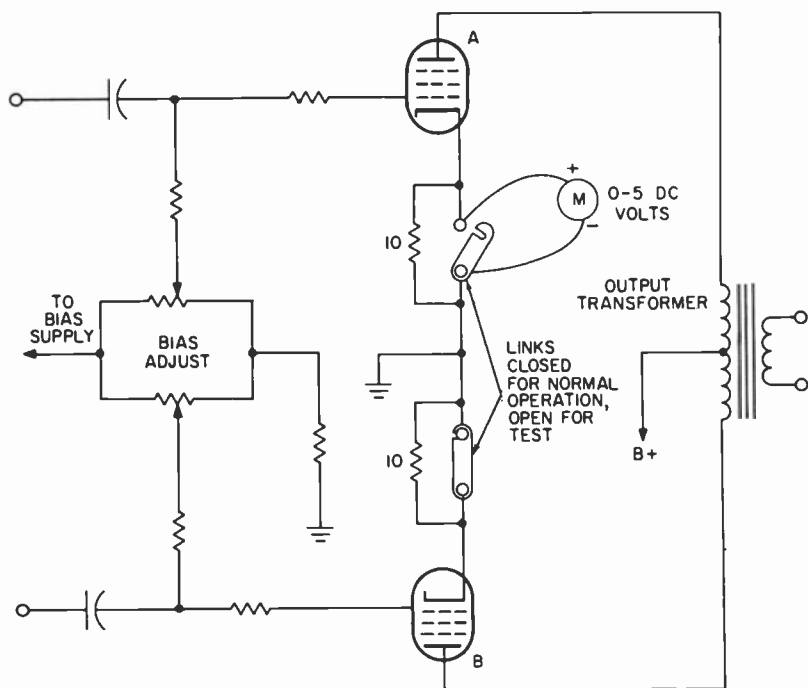 A
+
M
-
0-5 DC
VOLTS
10
OUTPUT
TRANSFORMER
TO
BIAS
SUPPLY
BIAS
ADJUST
LINKS
CLOSED
FOR NORMAL
OPERATION,
OPEN FOR
TEST
B+
10
B